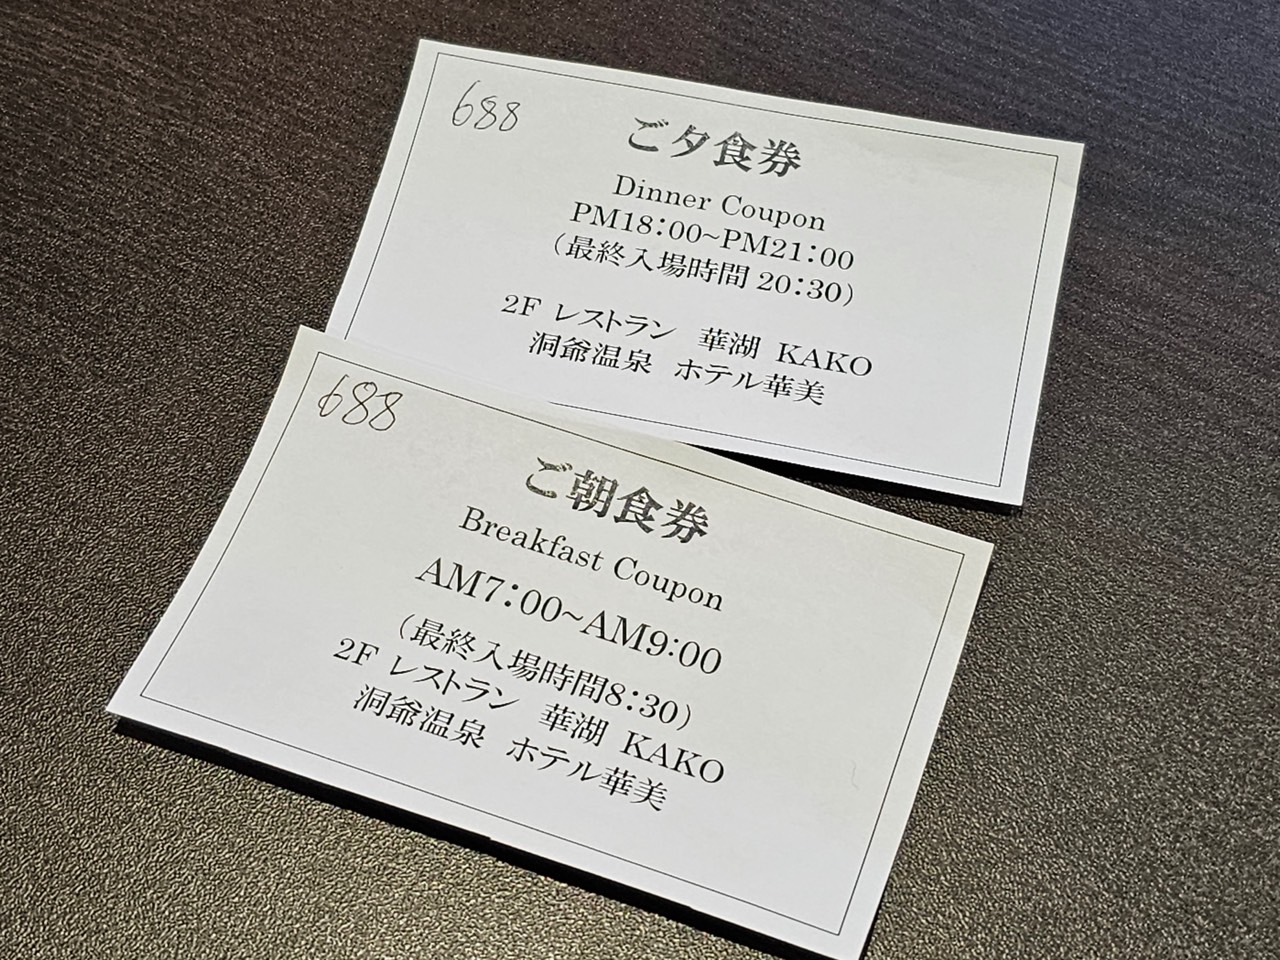 688
ご夕食券
Dinner Coupon
PM18:00~PM21:00
(最終入場時間 20:30)
2F レストラン 華湖 KAKO
洞爺温泉 ホテル華美
688
ご朝食券
Breakfast Coupon
AM7:00~AM9:00
(最終入場時間8:30)
2F レストラン 華湖 KAKO
洞爺温泉 ホテル華美